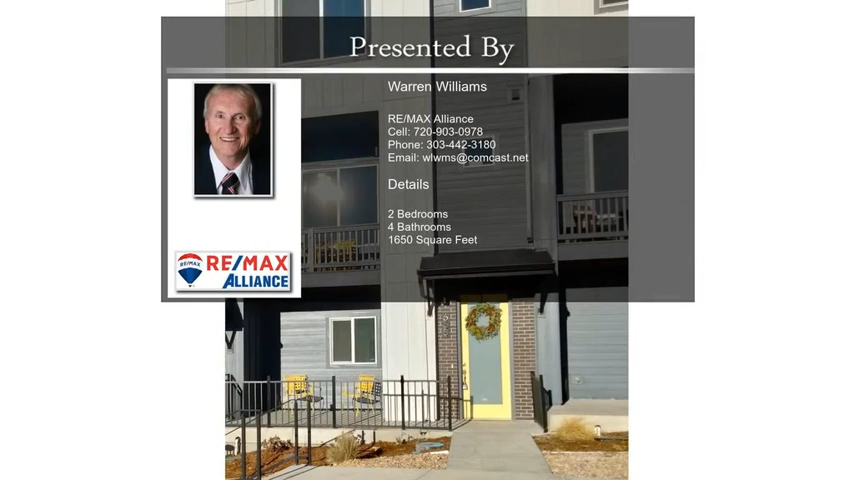 Presented By
Warren Williams
RE/MAX Alliance
Cell: 720-903-0978
Phone: 303-442-3180
Email: wlwms@comcast.net
Details
2 Bedrooms
4 Bathrooms
1650 Square Feet
RE/MAX
RE/MAX
ALLIANCE